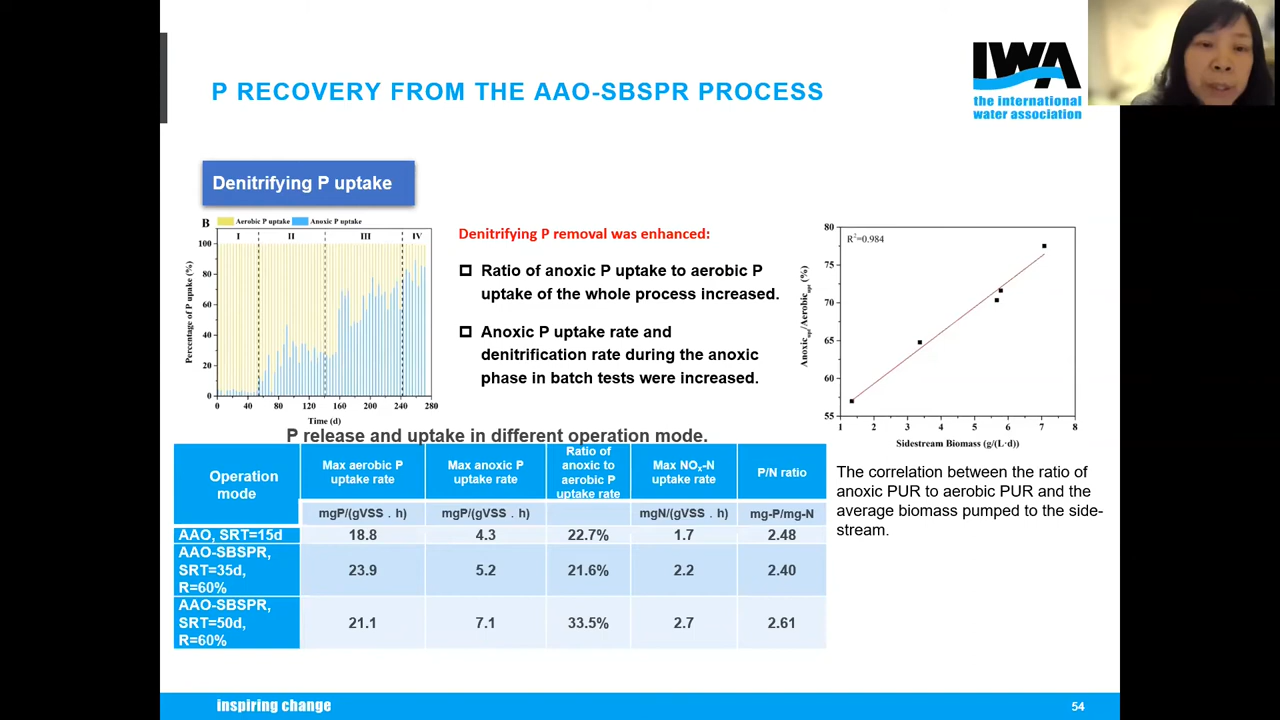 IWA
the international
water association
P RECOVERY FROM THE AAO-SBSPR PROCESS
Denitrifying P uptake
B
Aerobic P uptake
Anoxic P uptake
I
II
III
IV
Percentage of P upake (%)
100
80
60
40
20
0
0
40
80
120
160
200
240
280
Time (d)
Denitrifying P removal was enhanced:
Ratio of anoxic P uptake to aerobic P
uptake of the whole process increased.
Anoxic P uptake rate and
denitrification rate during the anoxic
phase in batch tests were increased.
R²=0.984
Anoxicupt/Aerobicupt (%)
80
75
70
65
60
55
1
2
3
4
5
6
7
8
Sidestream Biomass (g/(L·d))
The correlation between the ratio of
anoxic PUR to aerobic PUR and the
average biomass pumped to the side-
stream.
P release and uptake in different operation mode.
Operation
mode
Max aerobic P
uptake rate
Max anoxic P
uptake rate
Ratio of
anoxic to
aerobic P
uptake rate
Max NOx-N
uptake rate
P/N ratio
mgP/(gVSS . h)
mgP/(gVSS . h)
mgN/(gVSS . h)
mg-P/mg-N
AAO, SRT=15d
18.8
4.3
22.7%
1.7
2.48
AAO-SBSPR,
SRT=35d,
R=60%
23.9
5.2
21.6%
2.2
2.40
AAO-SBSPR,
SRT=50d,
R=60%
21.1
7.1
33.5%
2.7
2.61
inspiring change
54